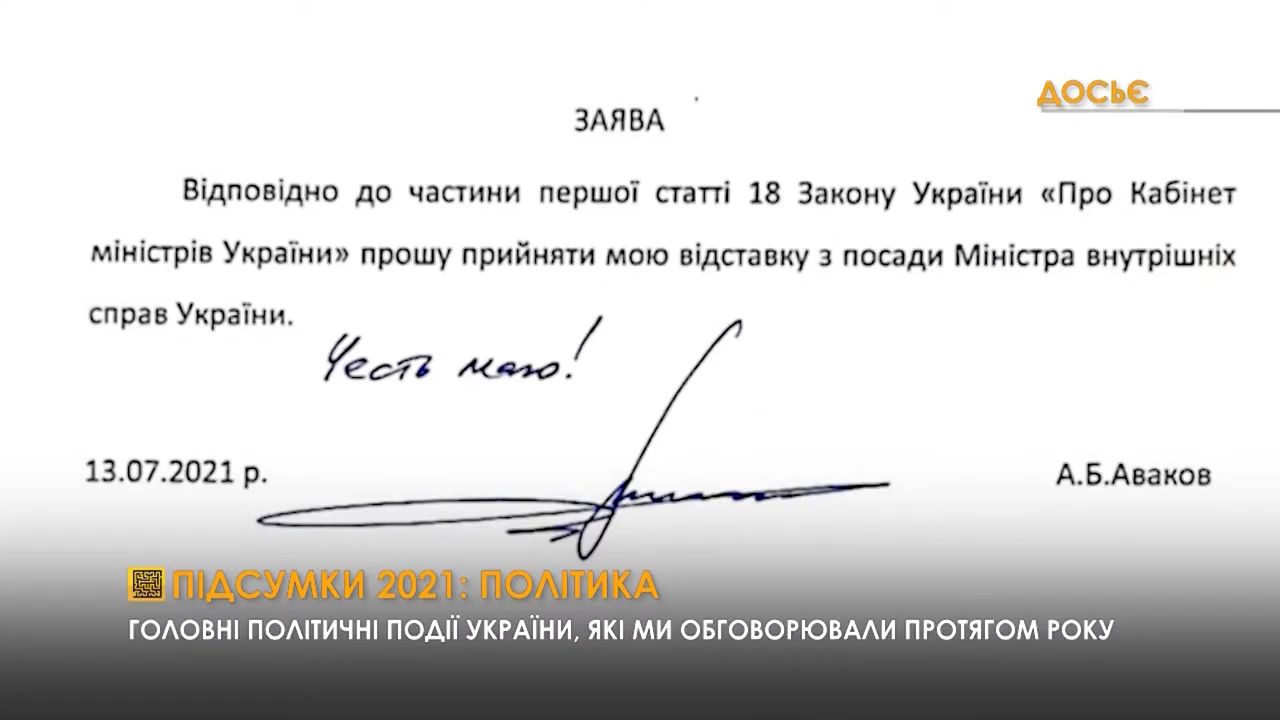 ДОСЬЄ
ЗАЯВА
Відповідно до частини першої статті 18 Закону України «Про Кабінет
міністрів України» прошу прийняти мою відставку з посади Міністра внутрішніх
справ України.
Честь маю!
13.07.2021 р.
А.Б.Аваков
ПІДСУМКИ 2021: ПОЛІТИКА
ГОЛОВНІ ПОЛІТИЧНІ ПОДІЇ УКРАЇНИ, ЯКІ МИ ОБГОВОРЮВАЛИ ПРОТЯГОМ РОКУ